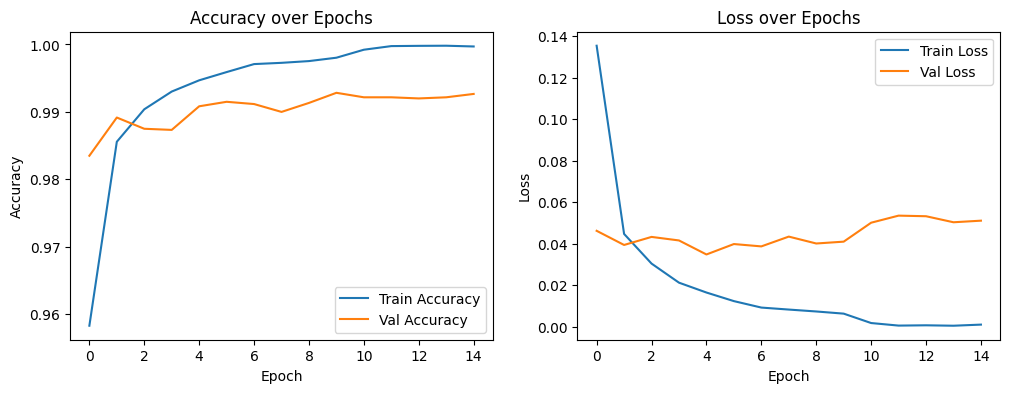 Accuracy over Epochs
Accuracy
1.00
0.99
0.98
0.97
0.96
0 2 4 6 8 10 12 14
Epoch
Train Accuracy
Val Accuracy
Loss over Epochs
Loss
0.14
0.12
0.10
0.08
0.06
0.04
0.02
0.00
0 2 4 6 8 10 12 14
Epoch
Train Loss
Val Loss